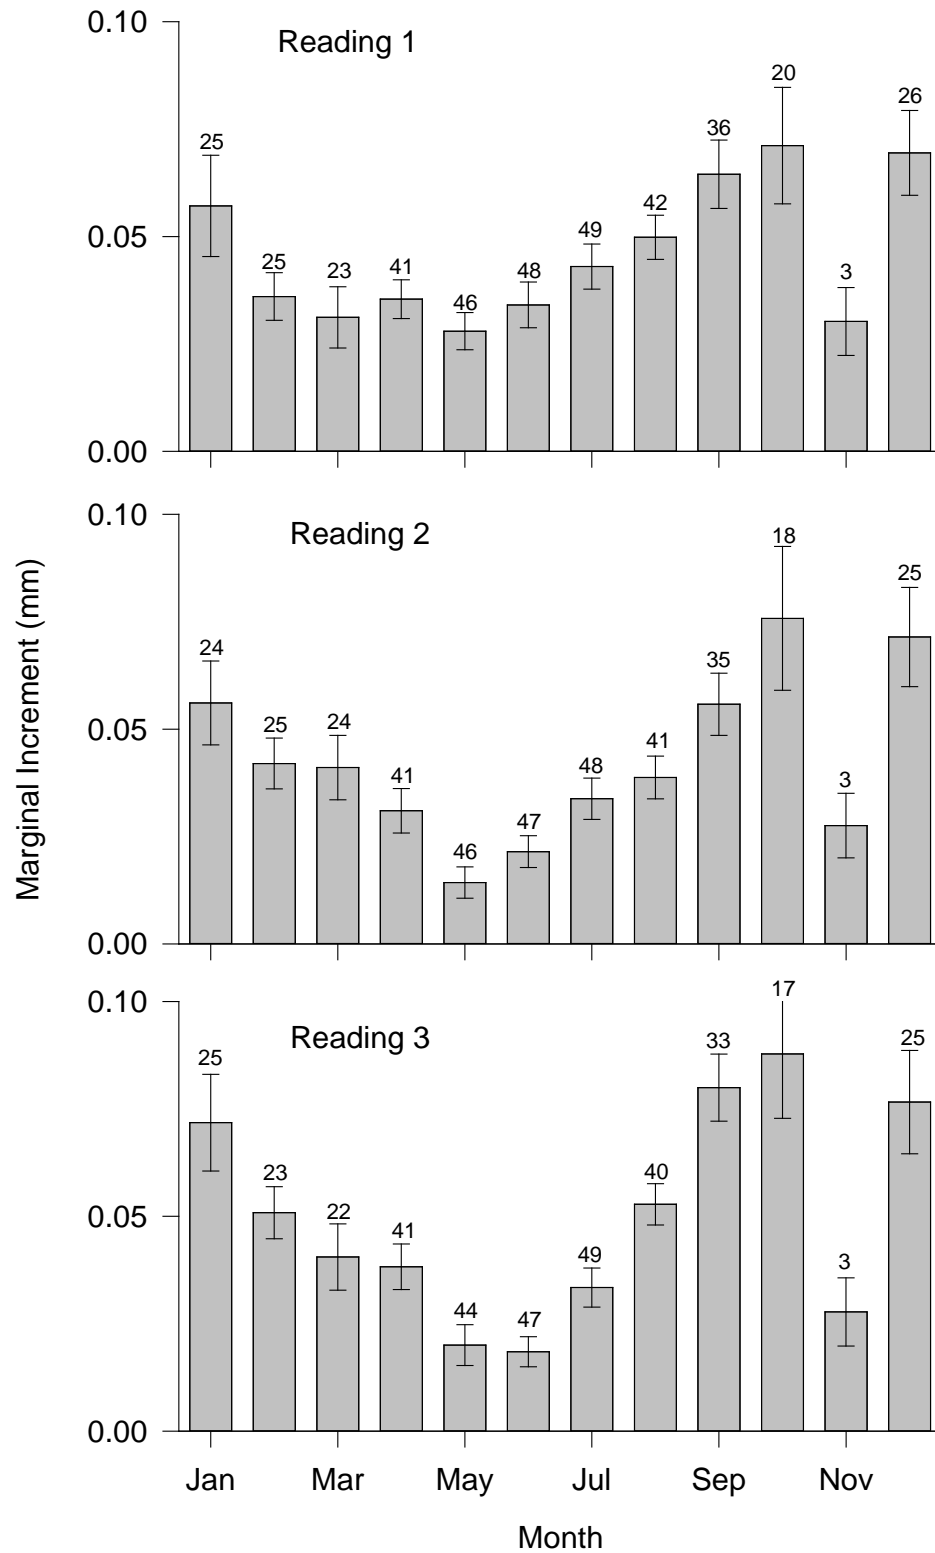 0.10
Reading 1
25 25 23 41 46 48 49 42 36 20 3 26
0.05
0.00
0.10
Reading 2
24 25 24 41 46 47 48 41 35 18 3 25
0.05
0.00
Marginal Increment (mm)
0.10
Reading 3
25 23 22 41 44 47 49 40 33 17 3 25
0.05
0.00
Jan Mar May Jul Sep Nov
Month